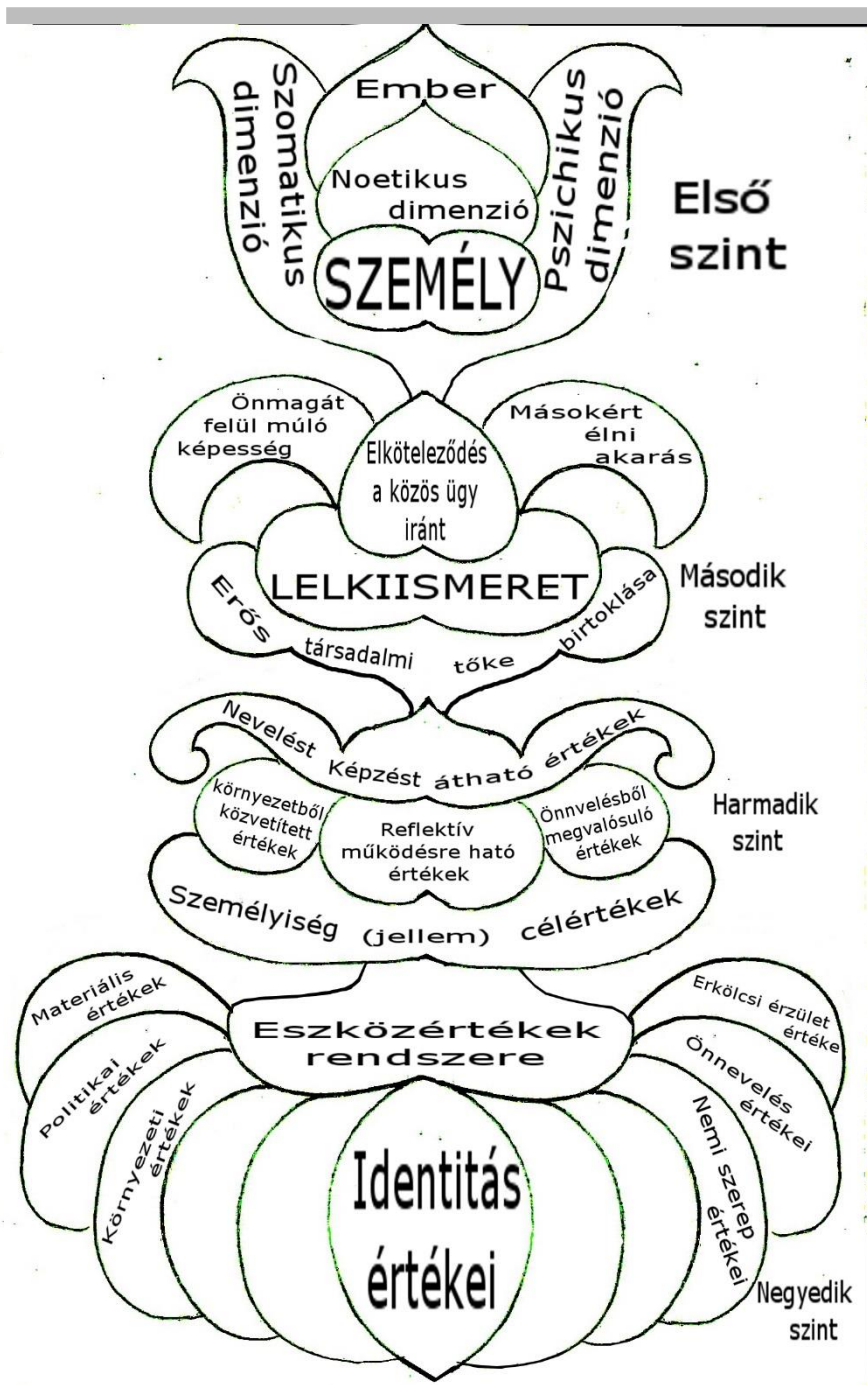 Ember
Szomatikus
dimenzió
Noetikus
dimenzió
Pszichikus
dimenzió
SZEMÉLY
Első
szint
Önmagát
felül múló
képesség
Elköteleződés
a közös ügy
iránt
Másokért
élni
akarás
LELKIISMERET
Erős társadalmi tőke birtoklása
Második
szint
Nevelést Képzést átható értékek
környezetből
közvetített
értékek
Reflektív
működésre ható
értékek
Önnvelésből
megvalósuló
értékek
Személyiség (jellem) célértékek
Harmadik
szint
Eszközértékek
rendszere
Materiális
értékek
Politikai
értékek
Környezeti
értékek
Identitás
értékei
Erkölcsi érzület
értéke
Önnevelés
értékei
Nemi szerep
értékei
Negyedik
szint